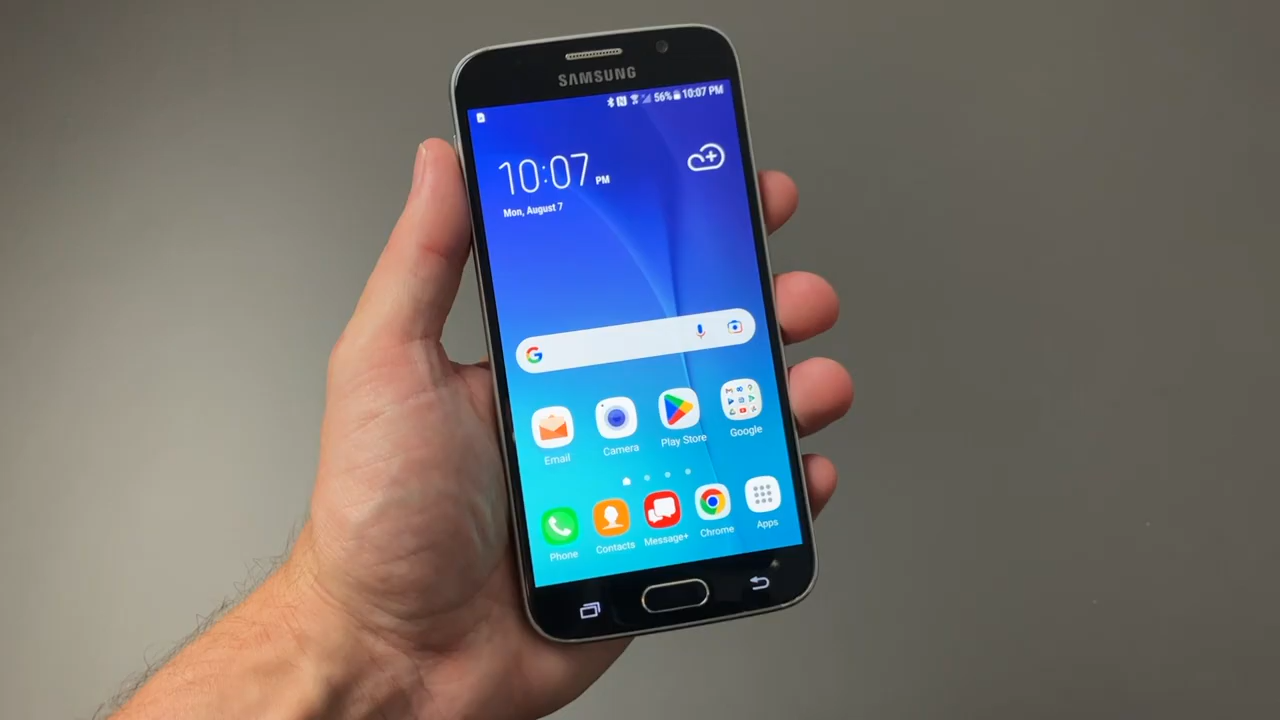 SAMSUNG
56% 10:07 PM
10:07 PM
Mon, August 7
G
Email
Camera
Play Store
Google
Phone
Contacts
Message+
Chrome
Apps